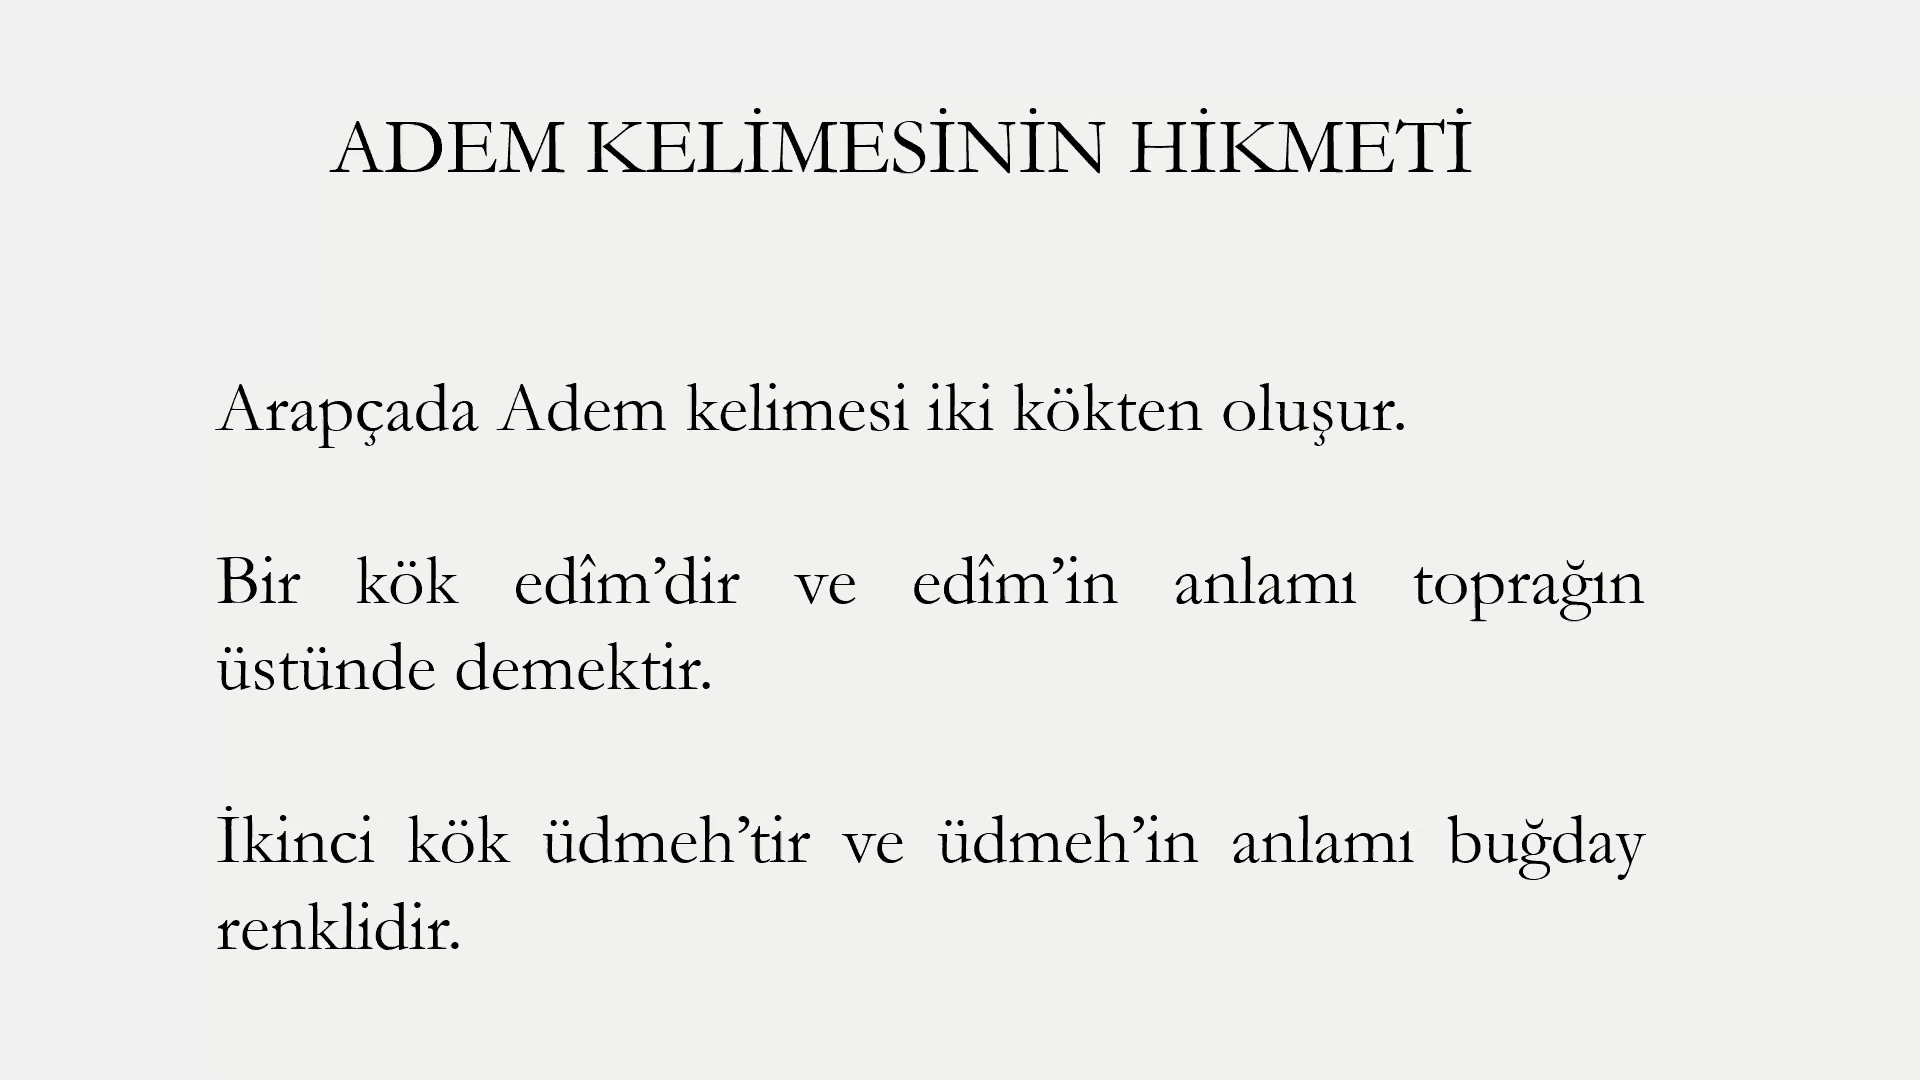 ADEM KELİMESİNİN HİKMETİ
Arapçada Adem kelimesi iki kökten oluşur.
Bir kök edîm’dir ve edîm’in anlamı toprağın
üstünde demektir.
İkinci kök üdmeh’tir ve üdmeh’in anlamı buğday
renklidir.